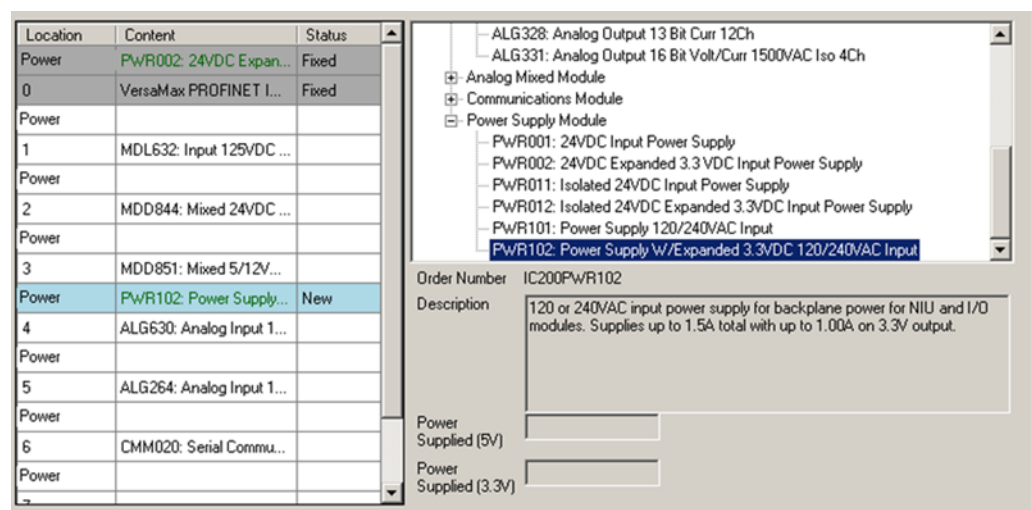 Location Content Status
Power PWR002: 24VDC Expan... Fixed
0 VersaMax PROFINET I... Fixed
Power
1 MDL632: Input 125VDC ...
Power
2 MDD844: Mixed 24VDC ...
Power
3 MDD851: Mixed 5/12V...
Power PWR102: Power Supply... New
4 ALG630: Analog Input 1...
Power
5 ALG264: Analog Input 1...
Power
6 CMM020: Serial Commu...
Power
ALG328: Analog Output 13 Bit Curr 12Ch
ALG331: Analog Output 16 Bit Volt/Curr 1500VAC Iso 4Ch
Analog Mixed Module
Communications Module
Power Supply Module
PWR001: 24VDC Input Power Supply
PWR002: 24VDC Expanded 3.3 VDC Input Power Supply
PWR011: Isolated 24VDC Input Power Supply
PWR012: Isolated 24VDC Expanded 3.3VDC Input Power Supply
PWR101: Power Supply 120/240VAC Input
PWR102: Power Supply W/Expanded 3.3VDC 120/240VAC Input
Order Number IC200PWR102
Description 120 or 240VAC input power supply for backplane power for NIU and I/O
modules. Supplies up to 1.5A total with up to 1.00A on 3.3V output.
Power
Supplied (5V)
Power
Supplied (3.3V)